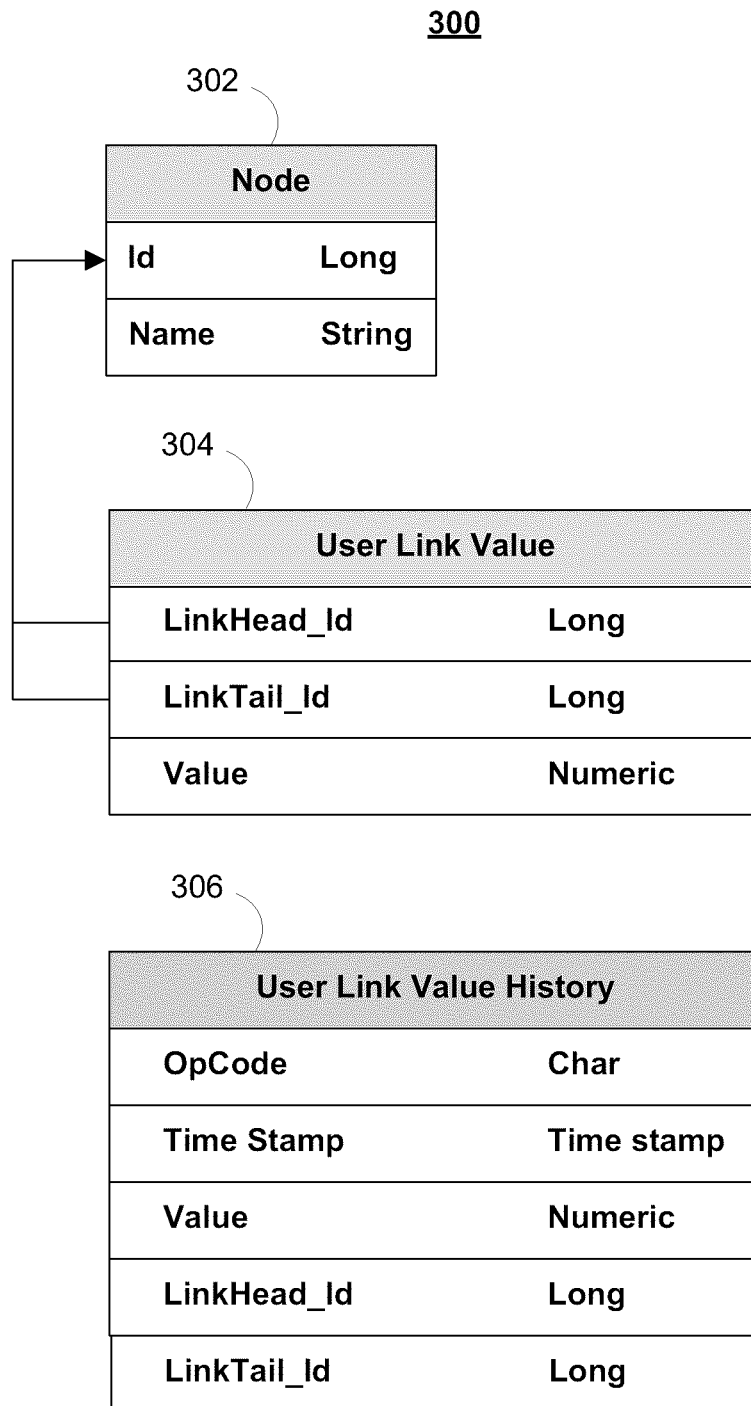 300
302
Node
Id Long
Name String
304
User Link Value
LinkHead_Id Long
LinkTail_Id Long
Value Numeric
306
User Link Value History
OpCode Char
Time Stamp Time stamp
Value Numeric
LinkHead_Id Long
LinkTail_Id Long